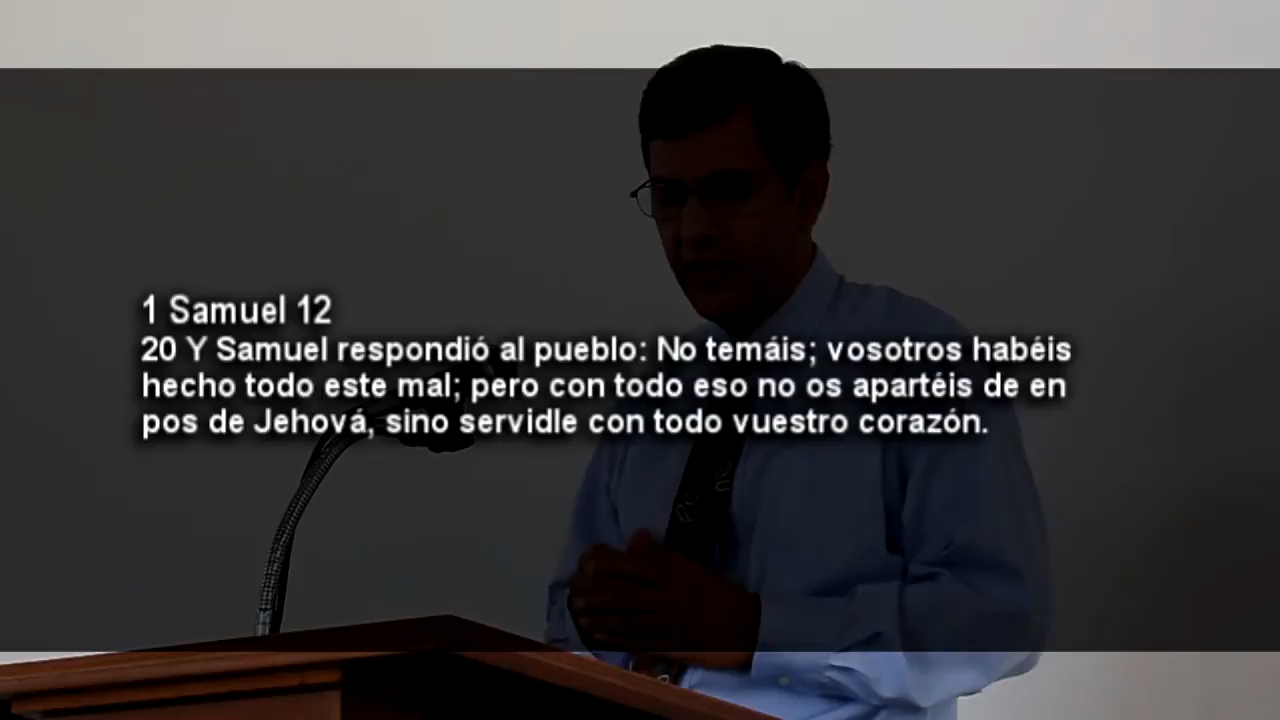 1 Samuel 12
20 Y Samuel respondió al pueblo: No temáis; vosotros habéis
hecho todo este mal; pero con todo eso no os apartéis de en
pos de Jehová, sino servidle con todo vuestro corazón.